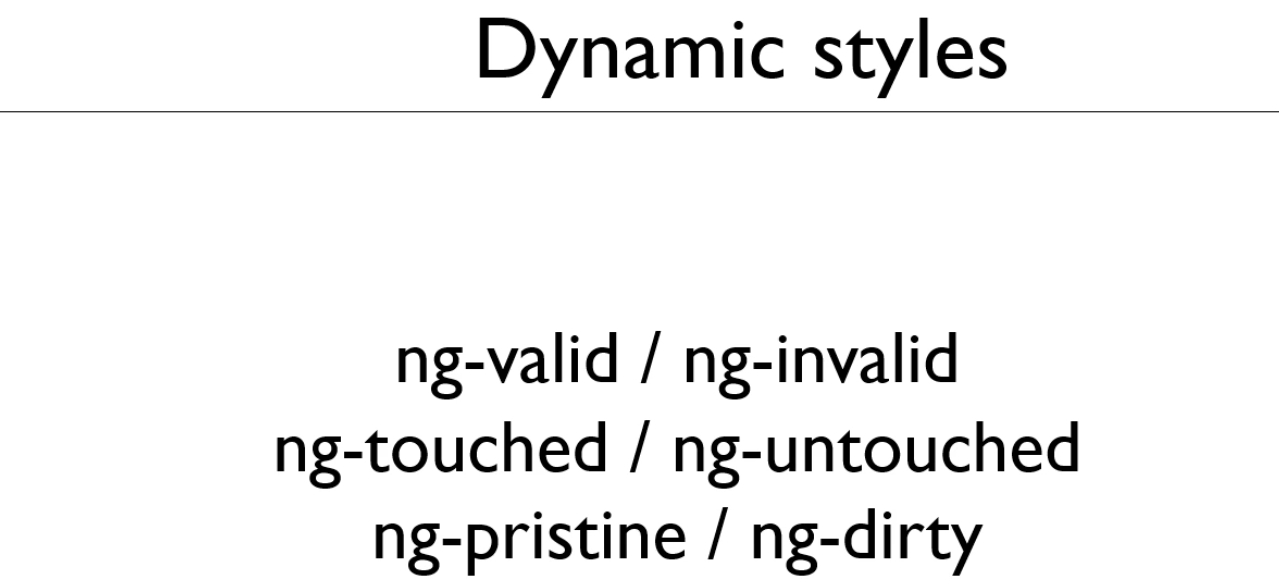 Dynamic styles
ng-valid / ng-invalid
ng-touched / ng-untouched
ng-pristine / ng-dirty